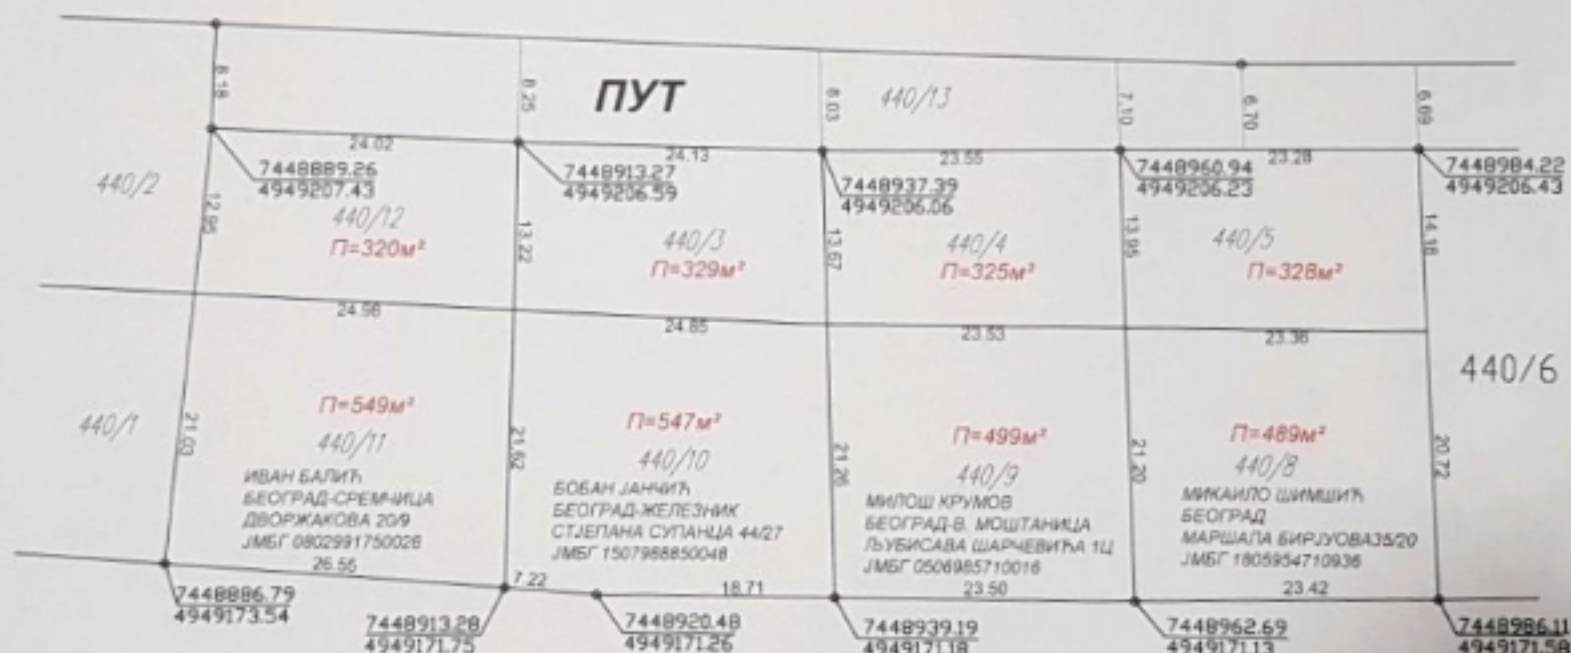 ПУТ
440/13
8.18
8.25
8.03
7.10
6.70
6.69
24.02
24.13
23.55
23.28
7448889.26
4949207.43
7448913.27
4949206.59
7448937.39
4949206.06
7448960.94
4949206.23
7448984.22
4949206.43
440/2
12.95
440/12
П=320м²
13.22
440/3
П=329м²
13.67
440/4
П=325м²
13.95
440/5
П=328м²
14.16
24.98
24.85
23.53
23.36
440/6
440/1
21.03
П=549м²
440/11
ИВАН БАЛИЋ
БЕОГРАД-СРЕМЧИЦА
ДВОРЖАКОВА 20/9
ЈМБГ 0802991750026
21.62
П=547м²
440/10
БОБАН ЈАНЧИЋ
БЕОГРАД-ЖЕЛЕЗНИК
СТЈЕПАНА СУПАНЦА 44/27
ЈМБГ 1507988850048
21.26
П=499м²
440/9
МИЛОШ КРУМОВ
БЕОГРАД-В. МОШТАНИЦА
ЉУБИСАВА ШАРЧЕВИЋА 1Ц
ЈМБГ 0506985710016
21.20
П=489м²
440/8
МИКАИЛО ШИМШИЋ
БЕОГРАД
МАРШАЛА БИРЈУОВА35/20
ЈМБГ 1805954710936
20.72
26.55
7.22
18.71
23.50
23.42
7448886.79
4949173.54
7448913.28
4949171.75
7448920.48
4949171.26
7448939.19
4949171.18
7448962.69
4949171.13
7448986.11
4949171.58